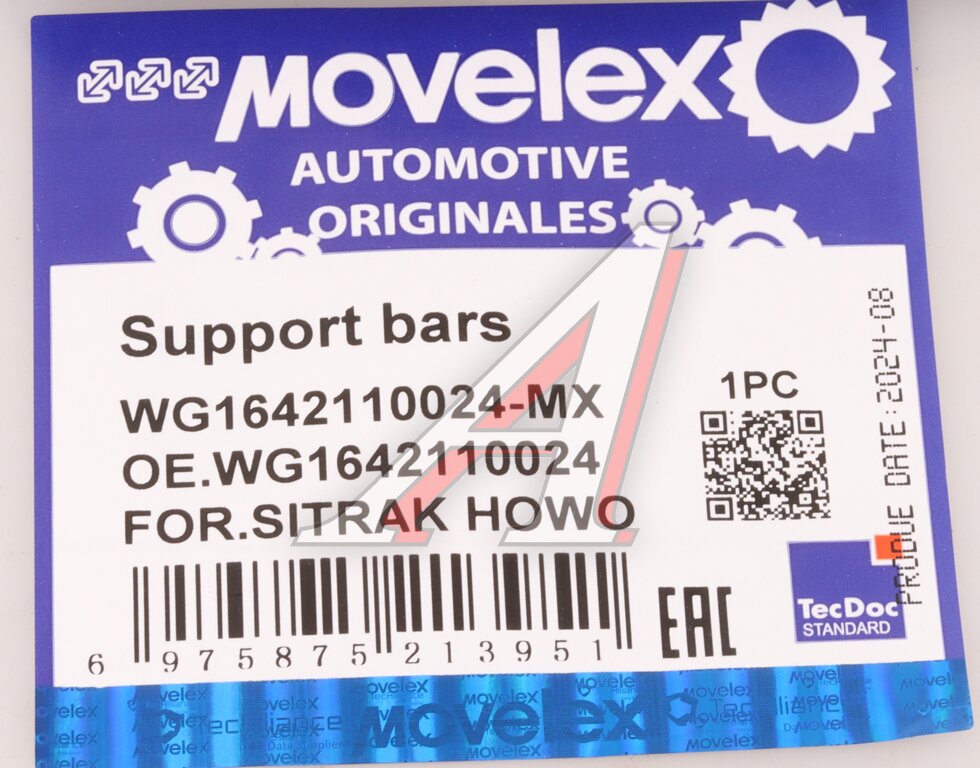 MOVelex
AUTOMOTIVE
ORIGINALES
Support bars
WG1642110024-MX
OE.WG1642110024
FOR.SITRAK HOWO
1PC
PRODUE DATE:2024-08
TecDoc
STANDARD
EAC
6 975875 213951
MOVelex